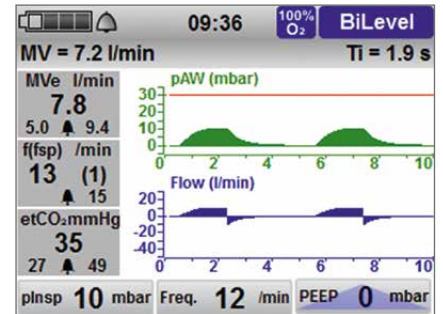 09:36 100% O₂ BiLevel
MV = 7.2 l/min Ti = 1.9 s
MVe l/min
7.8
5.0 9.4
f(fsp) /min
13 (1)
15
etCO₂mmHg
35
27 49
pAW (mbar)
30
20
10
0 2 4 6 8 10
Flow (l/min)
20
0
-20
-40
0 2 4 6 8 10
pInsp 10 mbar Freq. 12 /min PEEP 0 mbar